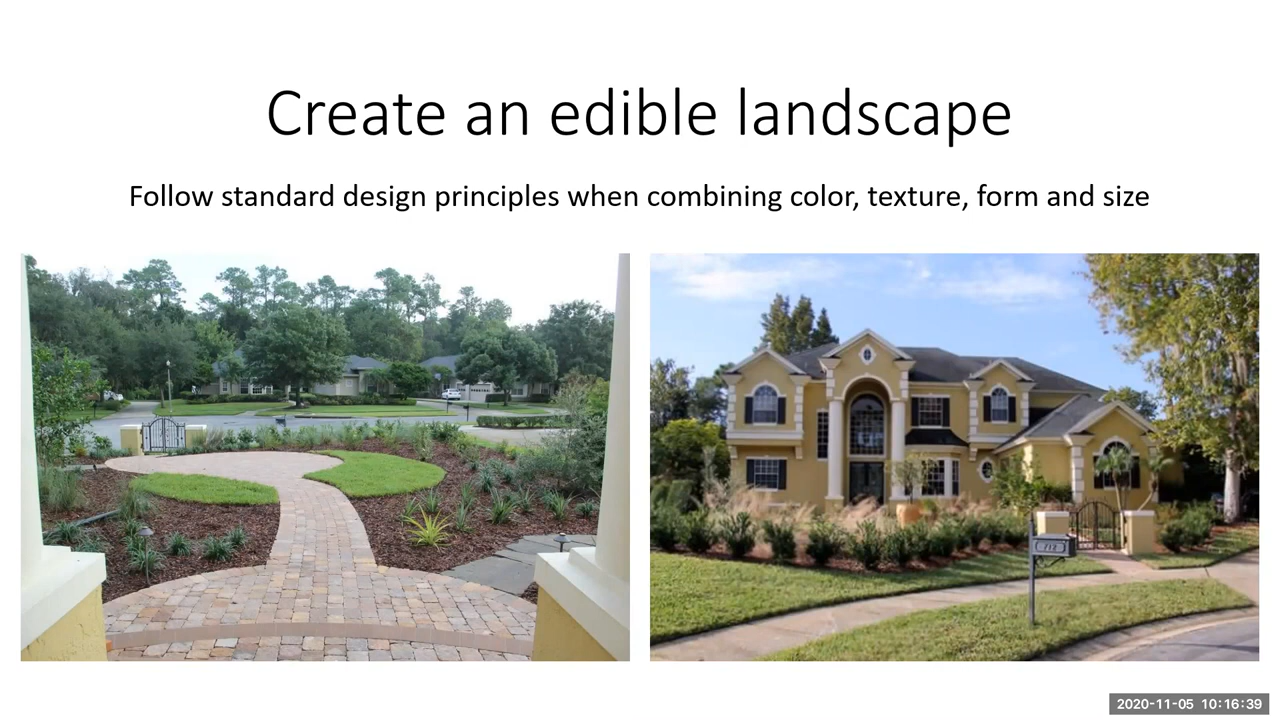 Create an edible landscape
Follow standard design principles when combining color, texture, form and size
712
2020-11-05 10:16:39